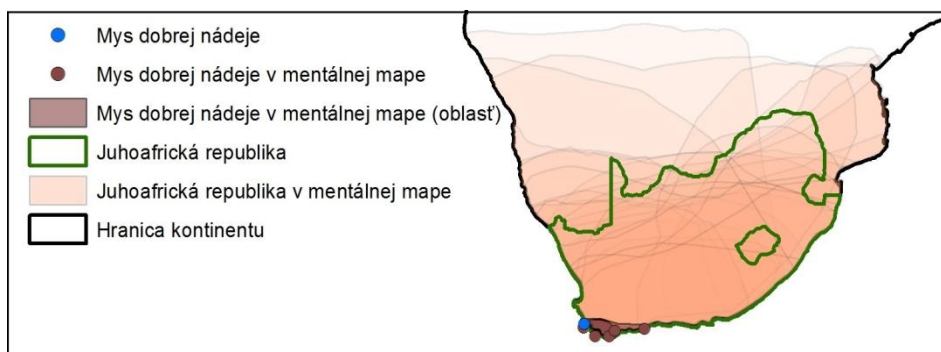 Mys dobrej nádeje
Mys dobrej nádeje v mentálnej mape
Mys dobrej nádeje v mentálnej mape (oblasť)
Juhoafrická republika
Juhoafrická republika v mentálnej mape
Hranica kontinentu